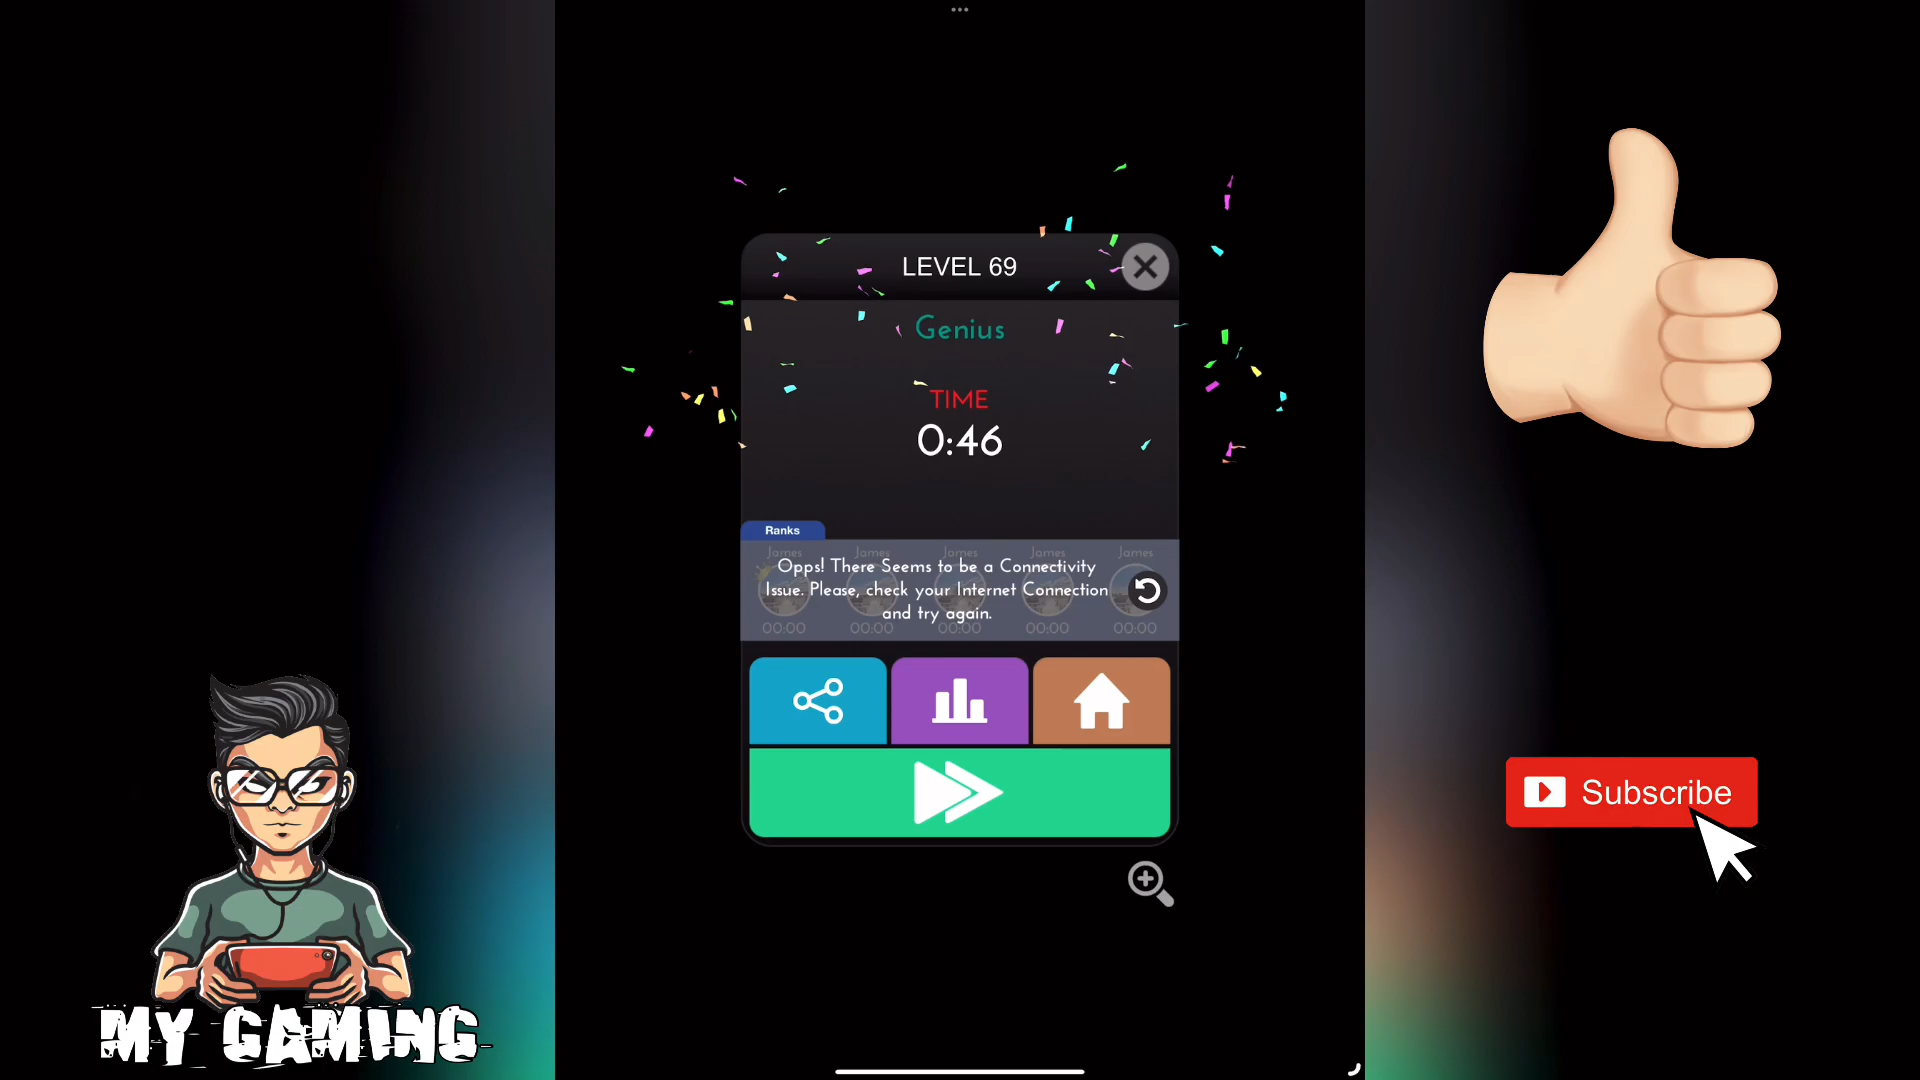 LEVEL 69
Genius
TIME
0:46
Ranks
James James James James James
Opps! There Seems to be a Connectivity
Issue. Please, check your Internet Connection
and try again.
00:00 00:00 00:00 00:00 00:00
Subscribe
MY GAMING